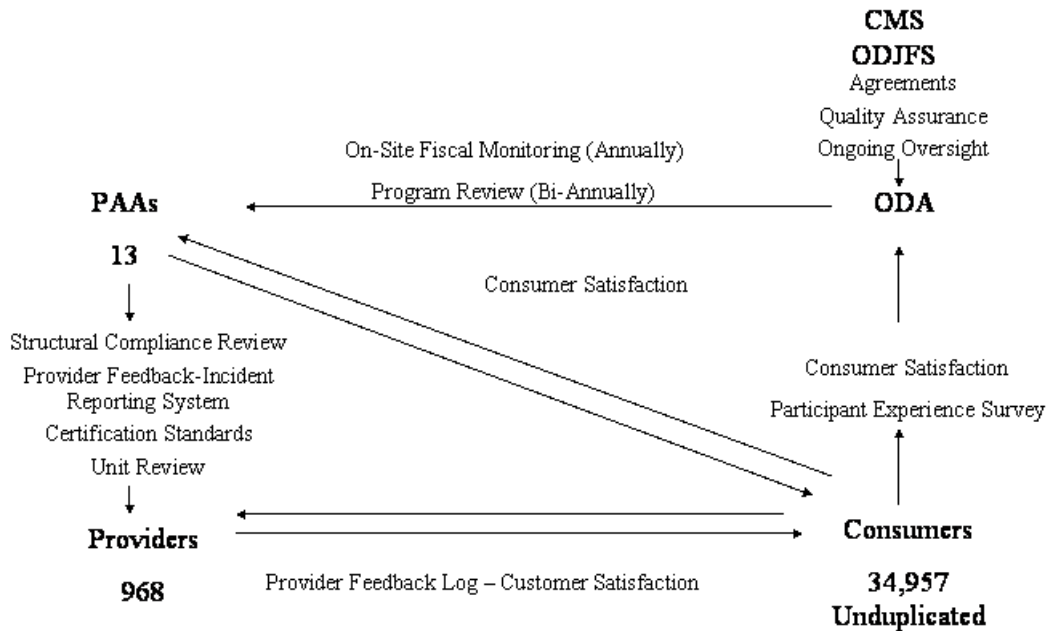 CMS
ODJFS
Agreements
Quality Assurance
Ongoing Oversight
On-Site Fiscal Monitoring (Annually)
Program Review (Bi-Annually)
PAAs
ODA
13
Consumer Satisfaction
Structural Compliance Review
Provider Feedback-Incident
Reporting System
Certification Standards
Unit Review
Consumer Satisfaction
Participant Experience Survey
Providers
Consumers
968
Provider Feedback Log – Customer Satisfaction
34,957
Unduplicated